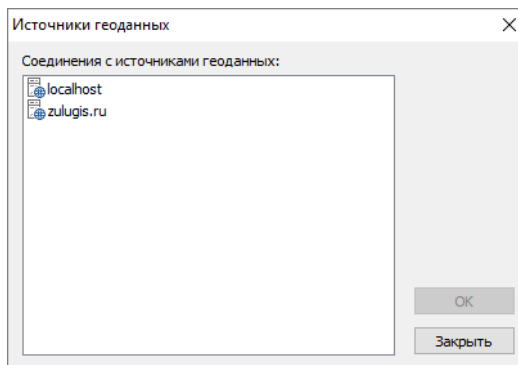 Источники геоданных
Соединения с источниками геоданных:
localhost
zulugis.ru
OK
Закрыть